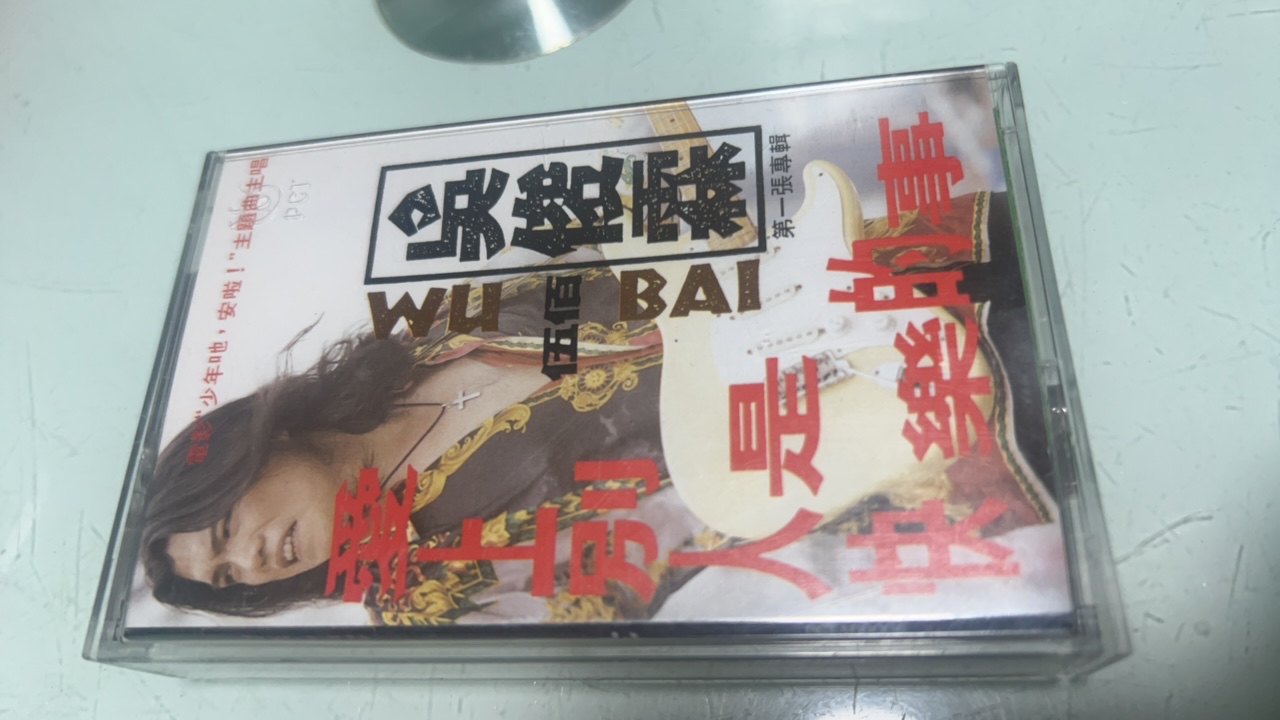 電影“少年吔，安啦！”主題曲主唱
PCT
吳俊霖
第一張專輯
WU 伍佰 BAI
愛上別人是
快樂的事